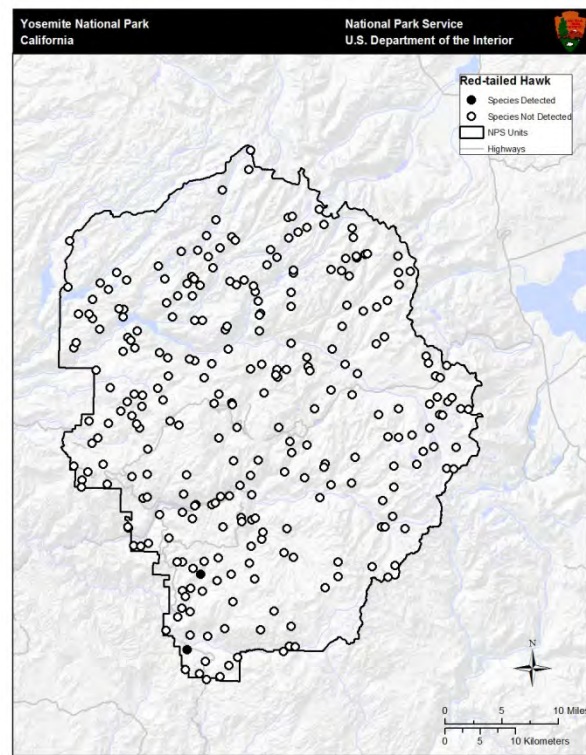 Yosemite National Park
California
National Park Service
U.S. Department of the Interior
Red-tailed Hawk
Species Detected
Species Not Detected
NPS Units
Highways
N
0 5 10 Miles
0 5 10 Kilometers